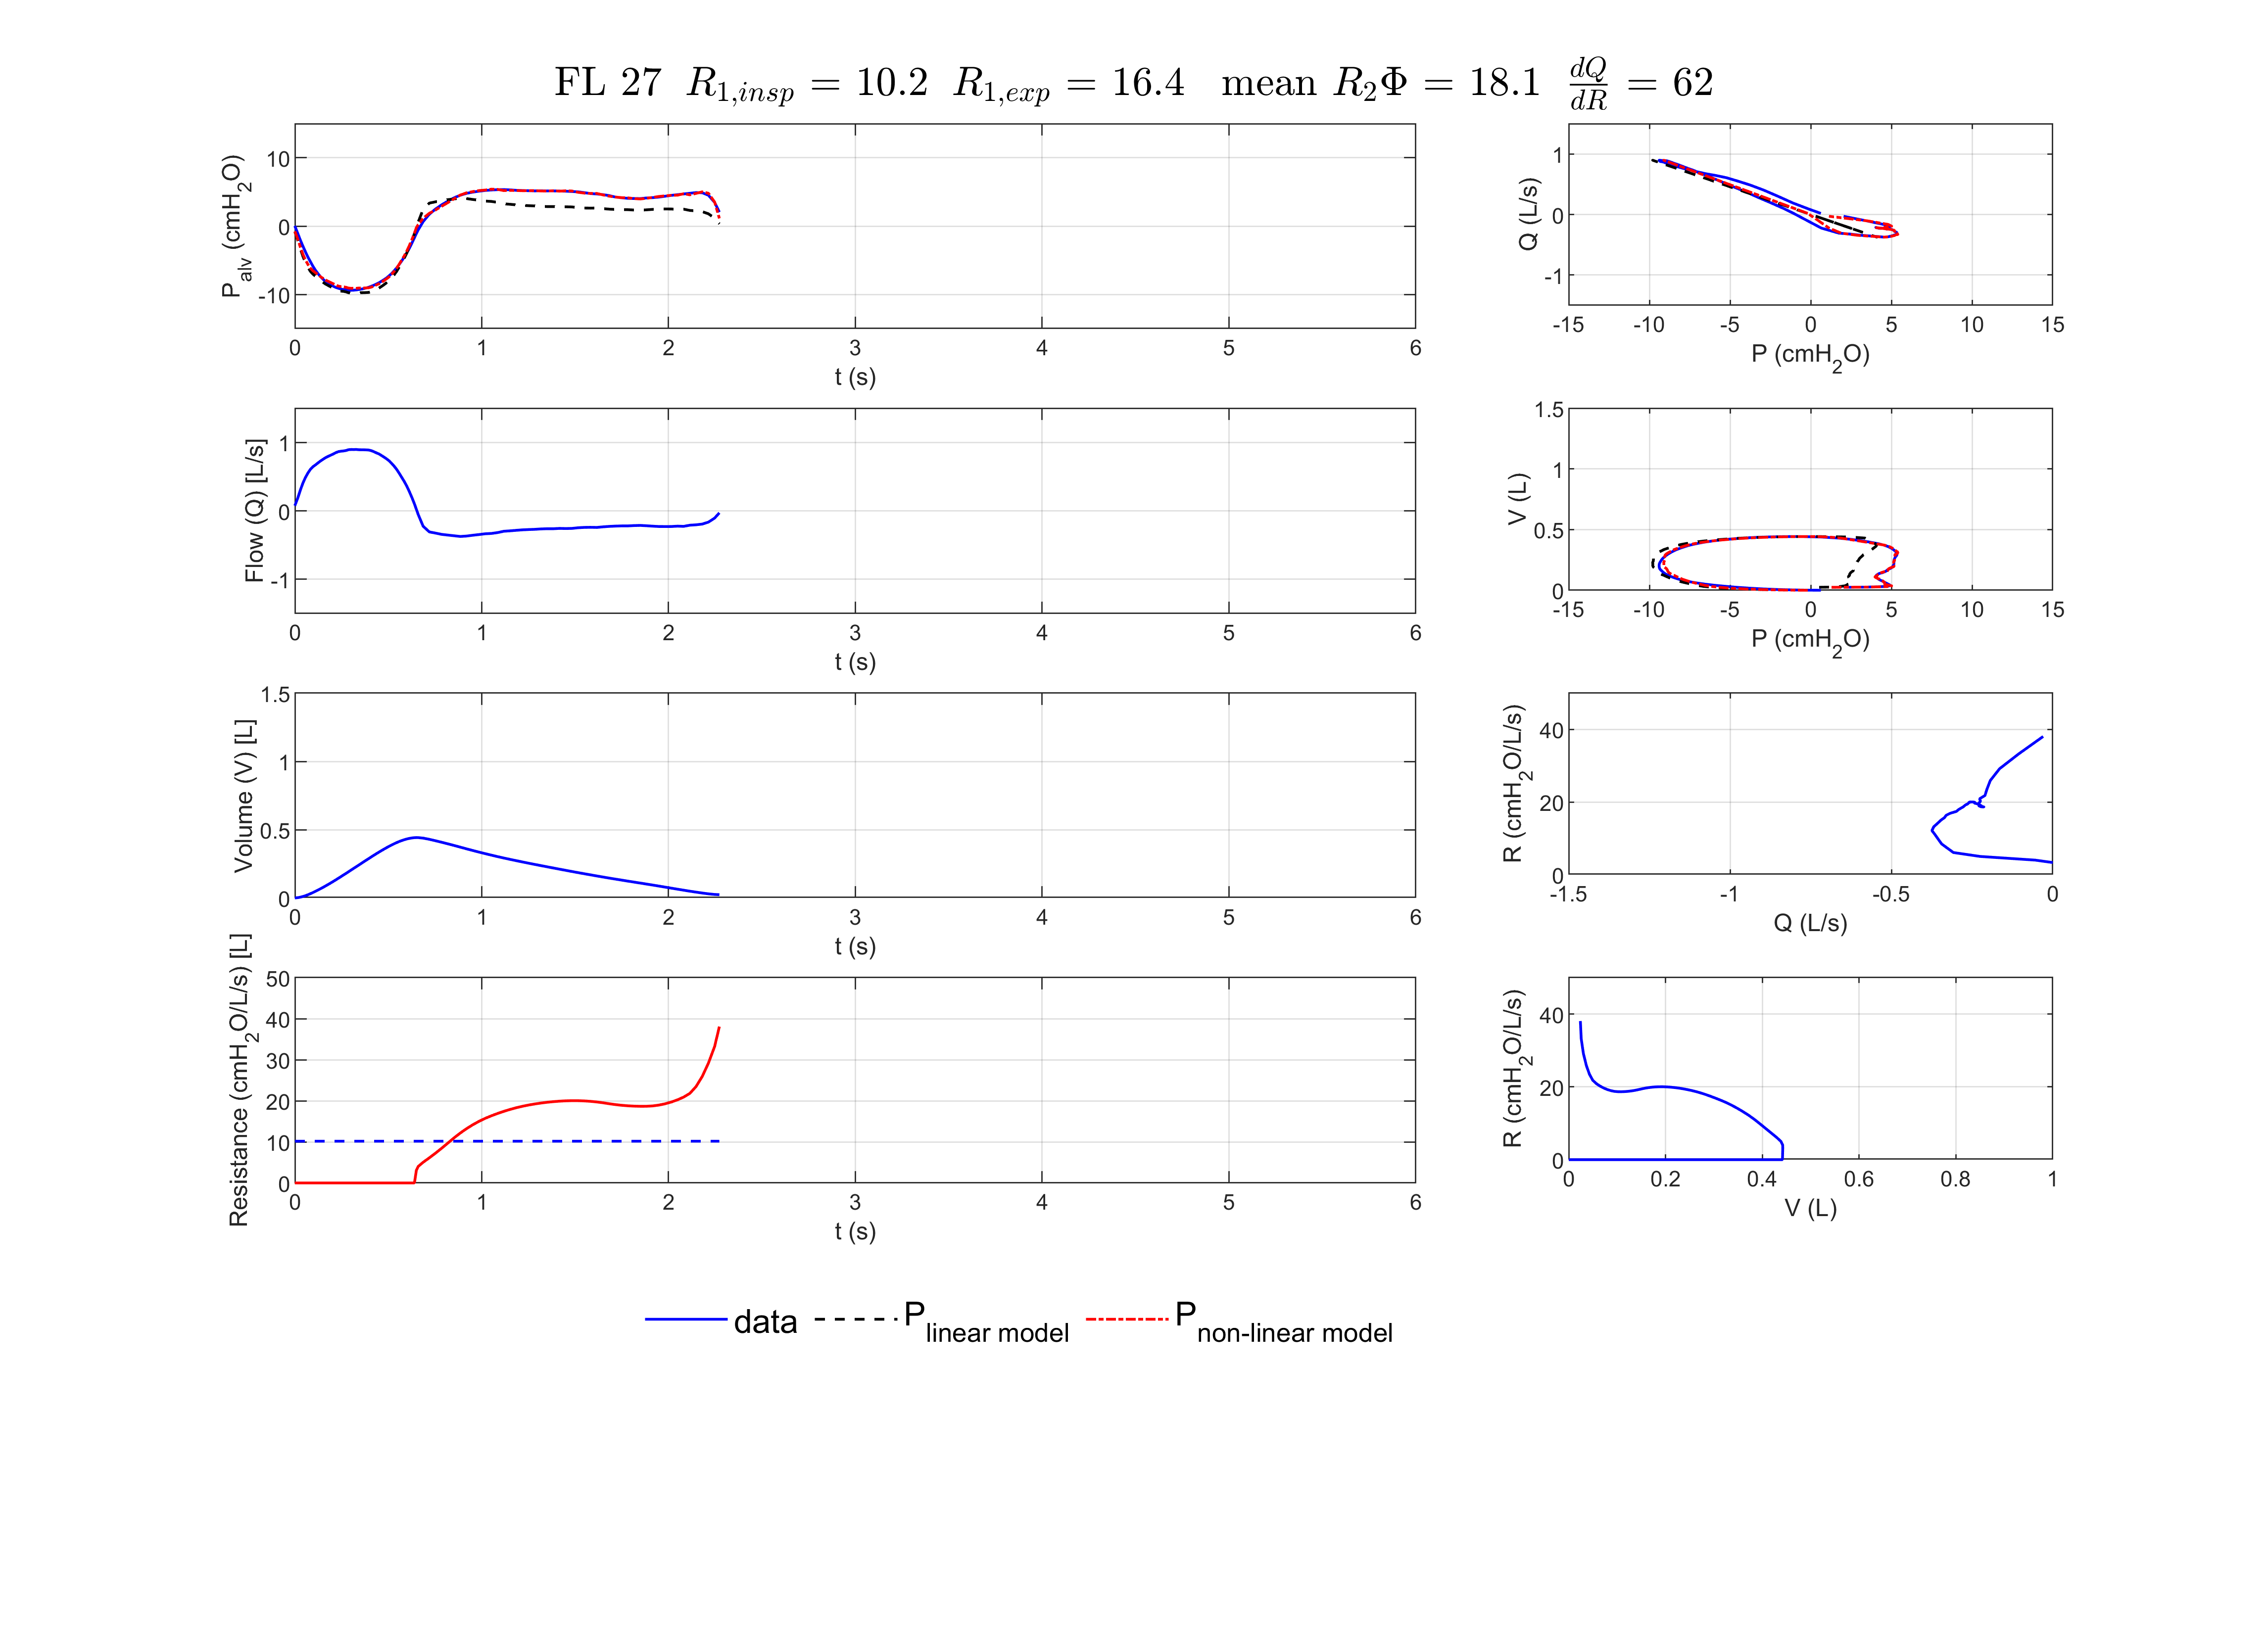 FL 27 R1,insp = 10.2 R1,exp = 16.4 mean R2Φ = 18.1 dQ/dR = 62
Palv (cmH2O)
10
0
-10
0 1 2 3 4 5 6
t (s)
Q (L/s)
1
0
-1
-15 -10 -5 0 5 10 15
P (cmH2O)
Flow (Q) [L/s]
1
0
-1
0 1 2 3 4 5 6
t (s)
V (L)
1.5
1
0.5
0
-15 -10 -5 0 5 10 15
P (cmH2O)
Volume (V) [L]
1.5
1
0.5
0
0 1 2 3 4 5 6
t (s)
R (cmH2O/L/s)
40
20
0
-1.5 -1 -0.5 0
Q (L/s)
Resistance (cmH2O/L/s) [L]
50
40
30
20
10
0
0 1 2 3 4 5 6
t (s)
R (cmH2O/L/s)
40
20
0
0 0.2 0.4 0.6 0.8 1
V (L)
data Plinear model Pnon-linear model